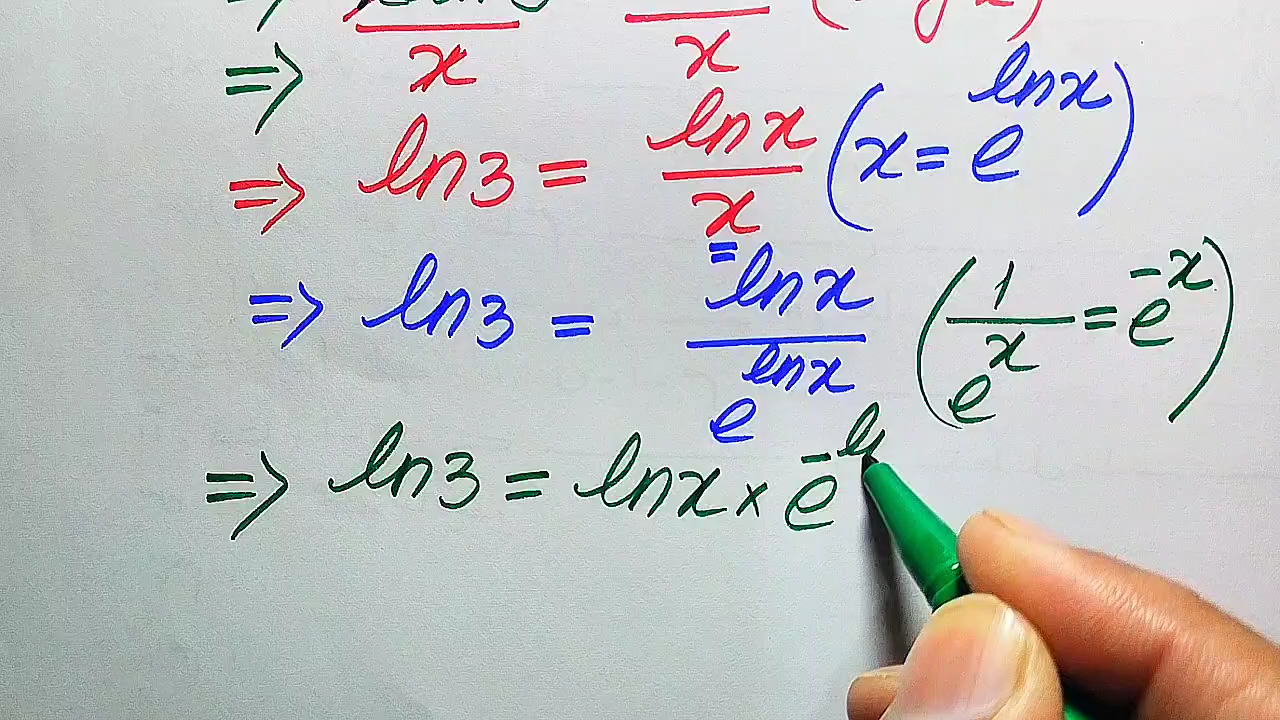 => x x
=> ln3 = lnx/x (x = e^lnx)
=> ln3 = lnx/e^lnx (1/e^x = e^-x)
=> ln3 = lnx × e^-l